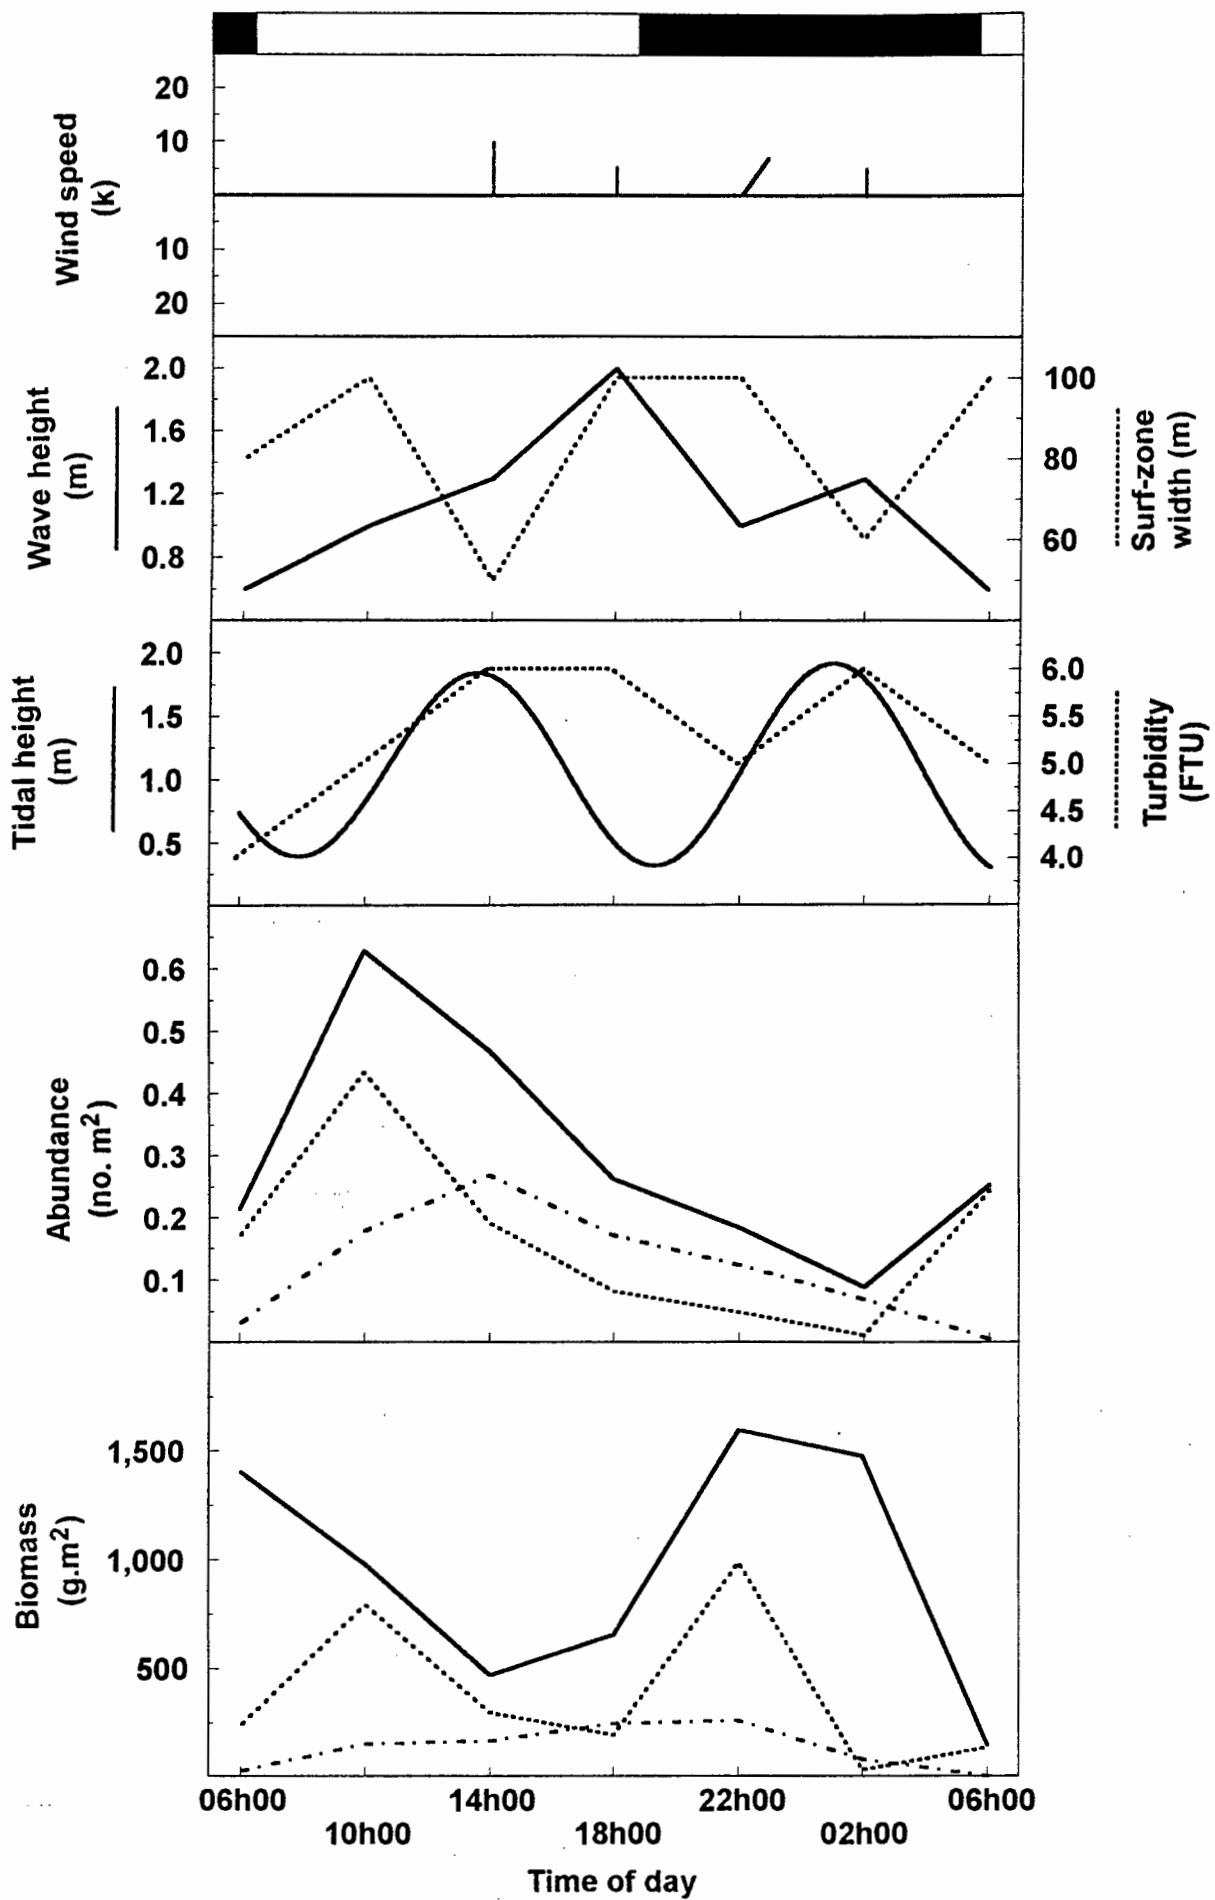 20
10
Wind speed
(k)
10
20
2.0
1.6
1.2
0.8
Wave height
(m)
100
80
60
Surf-zone
width (m)
2.0
1.5
1.0
0.5
Tidal height
(m)
6.0
5.5
5.0
4.5
4.0
Turbidity
(FTU)
0.6
0.5
0.4
0.3
0.2
0.1
Abundance
(no. m²)
1,500
1,000
500
Biomass
(g.m²)
06h00 14h00 22h00 06h00
10h00 18h00 02h00
Time of day